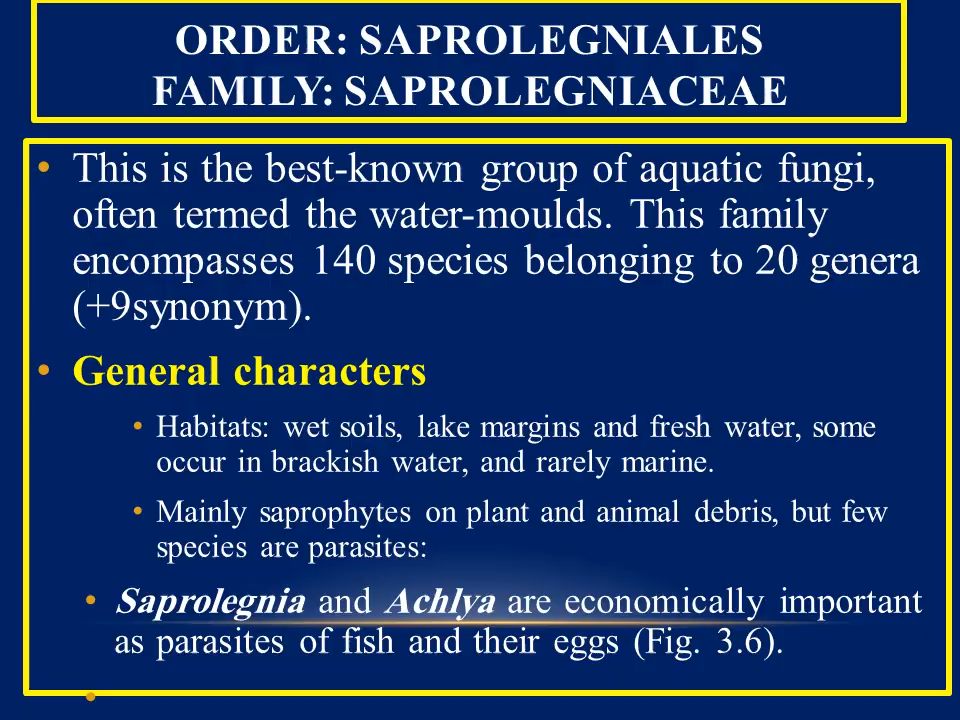 ORDER: SAPROLEGNIALES
FAMILY: SAPROLEGNIACEAE
• This is the best-known group of aquatic fungi,
often termed the water-moulds. This family
encompasses 140 species belonging to 20 genera
(+9synonym).
• General characters
• Habitats: wet soils, lake margins and fresh water, some
occur in brackish water, and rarely marine.
• Mainly saprophytes on plant and animal debris, but few
species are parasites:
• Saprolegnia and Achlya are economically important
as parasites of fish and their eggs (Fig. 3.6).
•